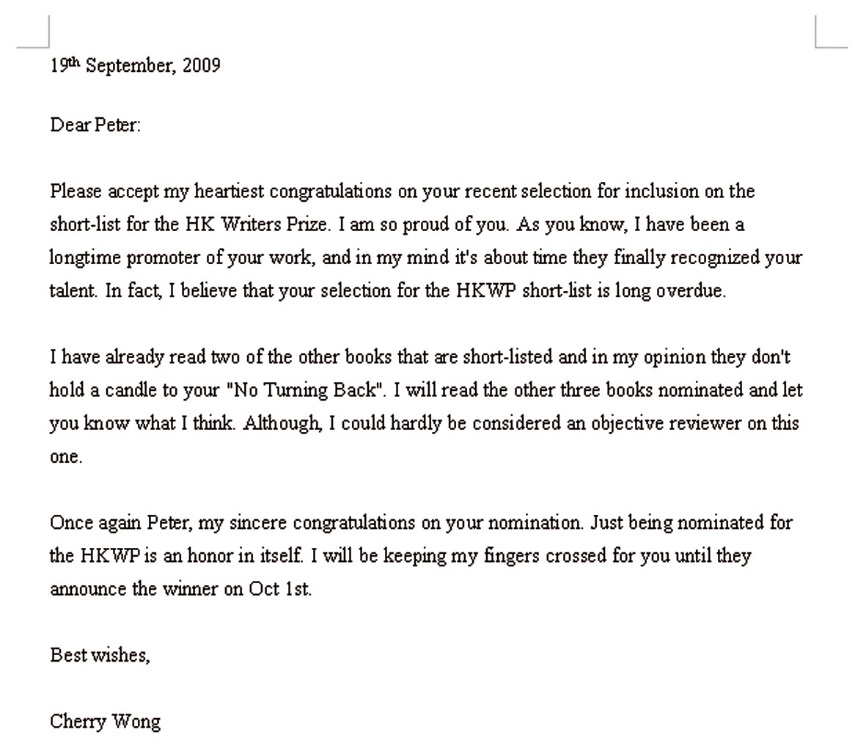 19th September, 2009
Dear Peter:
Please accept my heartiest congratulations on your recent selection for inclusion on the
short-list for the HK Writers Prize. I am so proud of you. As you know, I have been a
longtime promoter of your work, and in my mind it's about time they finally recognized your
talent. In fact, I believe that your selection for the HKWP short-list is long overdue.
I have already read two of the other books that are short-listed and in my opinion they don't
hold a candle to your "No Turning Back". I will read the other three books nominated and let
you know what I think. Although, I could hardly be considered an objective reviewer on this
one.
Once again Peter, my sincere congratulations on your nomination. Just being nominated for
the HKWP is an honor in itself. I will be keeping my fingers crossed for you until they
announce the winner on Oct 1st.
Best wishes,
Cherry Wong